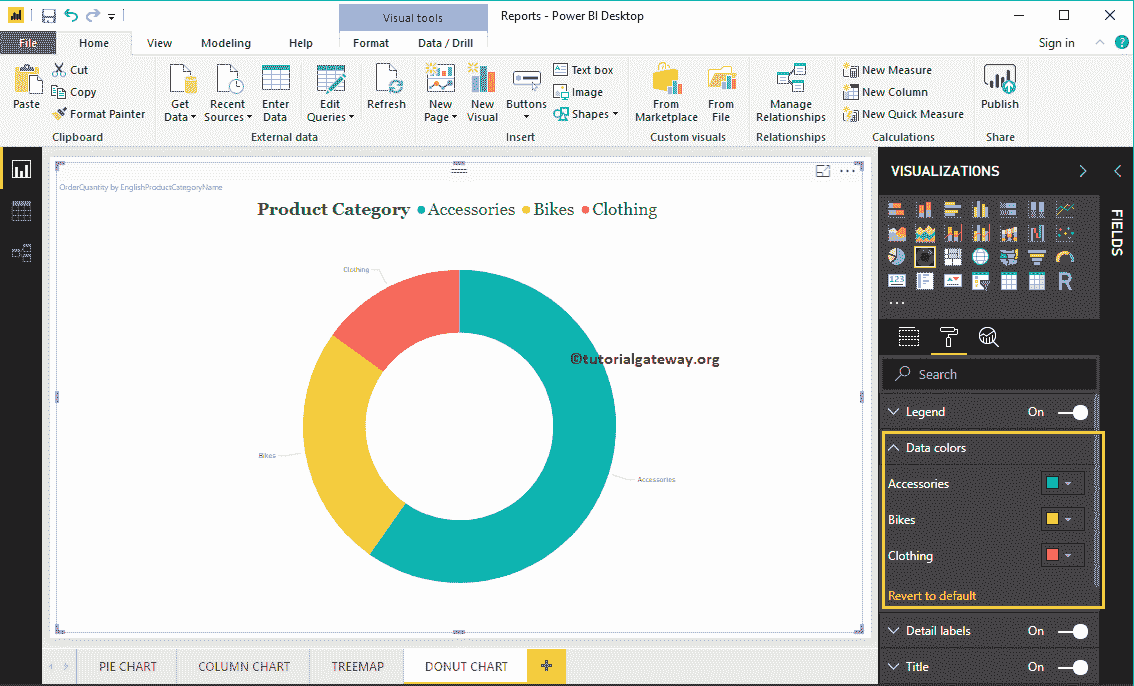 Visual tools
Reports - Power BI Desktop
File
Home
View
Modeling
Help
Format
Data / Drill
Sign in
?
Paste
Cut
Copy
Format Painter
Clipboard
Get Data
Recent Sources
Enter Data
Edit Queries
External data
Refresh
New Page
New Visual
Buttons
Text box
Image
Shapes
Insert
From Marketplace
From File
Custom visuals
Manage Relationships
Relationships
New Measure
New Column
New Quick Measure
Calculations
Publish
Share
OrderQuantity by EnglishProductCategoryName
Product Category Accessories Bikes Clothing
Clothing
©tutorialgateway.org
Bikes
Accessories
VISUALIZATIONS
FIELDS
123
R
Search
Legend On
Data colors
Accessories
Bikes
Clothing
Revert to default
Detail labels On
Title On
PIE CHART
COLUMN CHART
TREEMAP
DONUT CHART
+